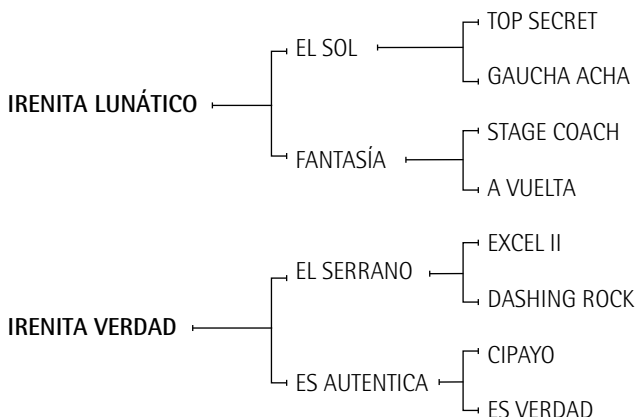 TOP SECRET
EL SOL
GAUCHA ACHA
IRENITA LUNÁTICO
STAGE COACH
FANTASÍA
A VUELTA
EXCEL II
EL SERRANO
DASHING ROCK
IRENITA VERDAD
CIPAYO
ES AUTENTICA
ES VERDAD